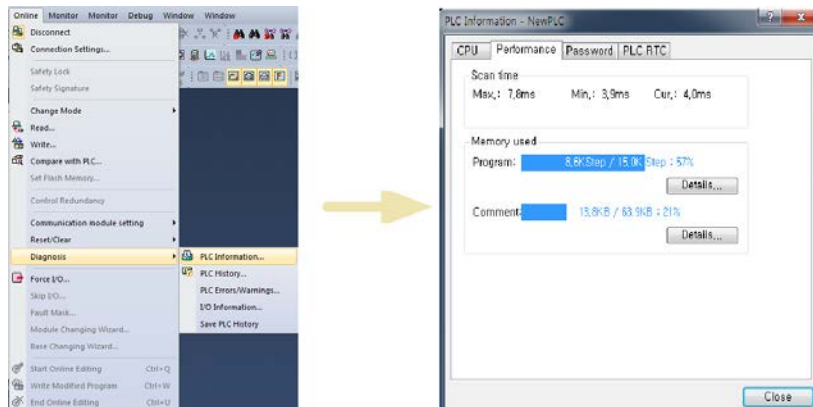 Online Monitor Monitor Debug Window Window
Disconnect
Connection Settings...
Safety Lock
Safety Signature
Change Mode
Read...
Write...
Compare with PLC...
Set Flash Memory...
Control Redundancy
Communication module setting
Reset/Clear
Diagnosis
Force I/O...
Skip I/O...
Fault Mask...
Module Changing Wizard...
Base Changing Wizard...
Start Online Editing Ctrl+Q
Write Modified Program Ctrl+W
End Online Editing Ctrl+U
PLC Information...
PLC History...
PLC Errors/Warnings...
I/O Information...
Save PLC History
PLC Information - NewPLC
CPU Performance Password PLC RTC
Scan time
Max,: 7,8ms Min,: 3,9ms Cur,: 4,0ms
Memory used
Program: 8,6KStep / 15,0KStep : 57%
Details...
Comment: 13,8KB / 63,9KB : 21%
Details...
Close